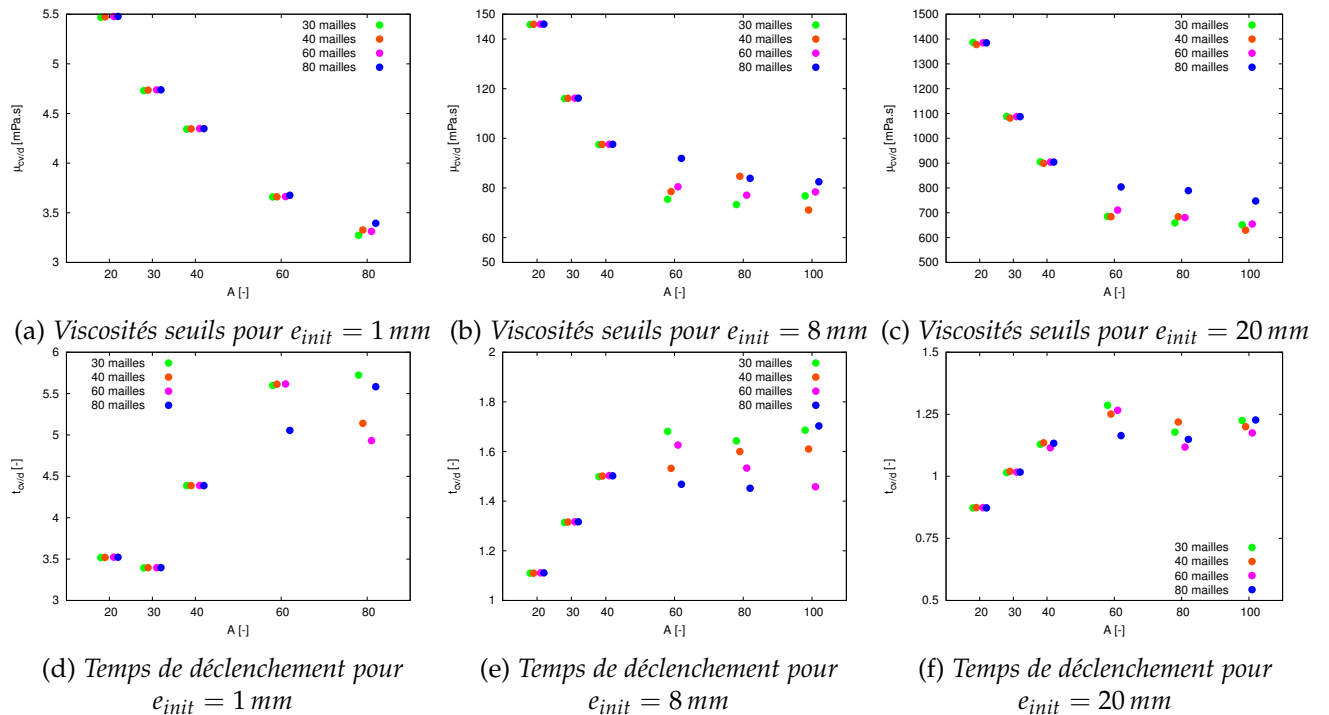 5.5
5
4.5
4
3.5
3
20 30 40 60 80
μcv/d [mPa.s]
A [-]
30 mailles
40 mailles
60 mailles
80 mailles
150
140
120
100
80
60
50
20 30 40 60 80 100
μcv/d [mPa.s]
A [-]
30 mailles
40 mailles
60 mailles
80 mailles
1500
1400
1300
1200
1100
1000
900
800
700
600
500
20 30 40 60 80 100
μcv/d [mPa.s]
A [-]
30 mailles
40 mailles
60 mailles
80 mailles
(a) Viscosités seuils pour e_init = 1 mm
(b) Viscosités seuils pour e_init = 8 mm
(c) Viscosités seuils pour e_init = 20 mm
6
5.5
5
4.5
4
3.5
3
20 30 40 60 80
tcv/d [-]
A [-]
30 mailles
40 mailles
60 mailles
80 mailles
2
1.8
1.6
1.4
1.2
1
20 30 40 60 80 100
tcv/d [-]
A [-]
30 mailles
40 mailles
60 mailles
80 mailles
1.5
1.25
1
0.75
0.5
20 30 40 60 80 100
tcv/d [-]
A [-]
30 mailles
40 mailles
60 mailles
80 mailles
(d) Temps de déclenchement pour
e_init = 1 mm
(e) Temps de déclenchement pour
e_init = 8 mm
(f) Temps de déclenchement pour
e_init = 20 mm